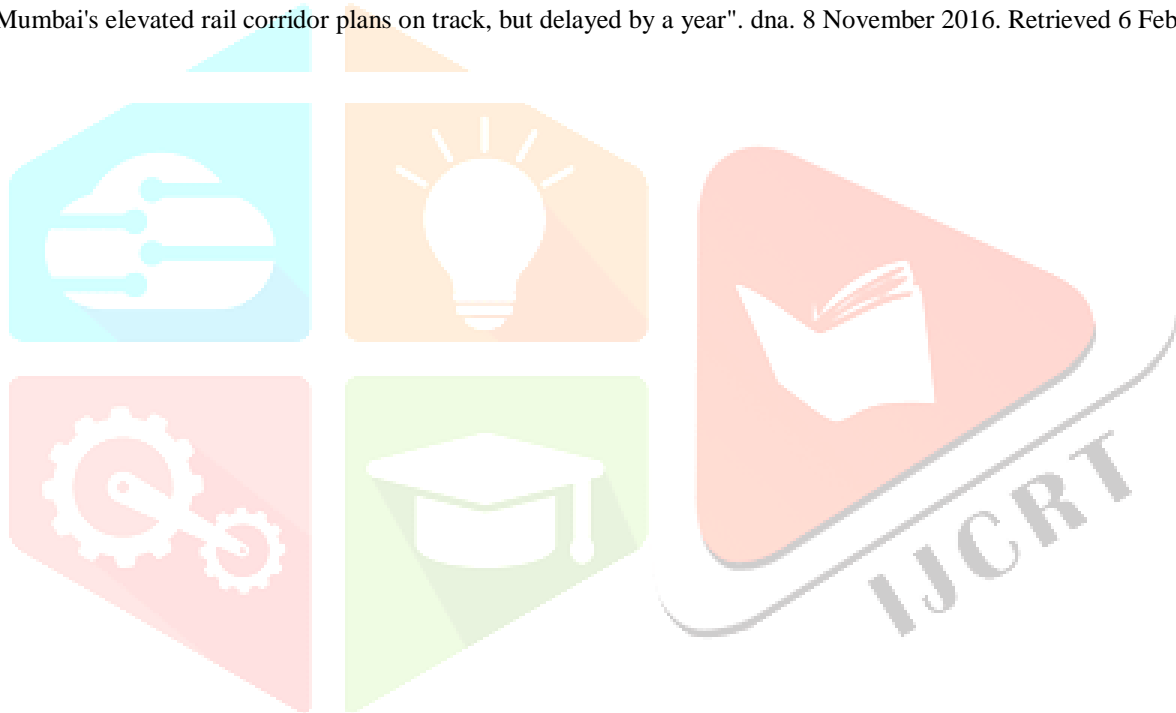 Mumbai's elevated rail corridor plans on track, but delayed by a year". dna. 8 November 2016. Retrieved 6 Feb
IJCRT